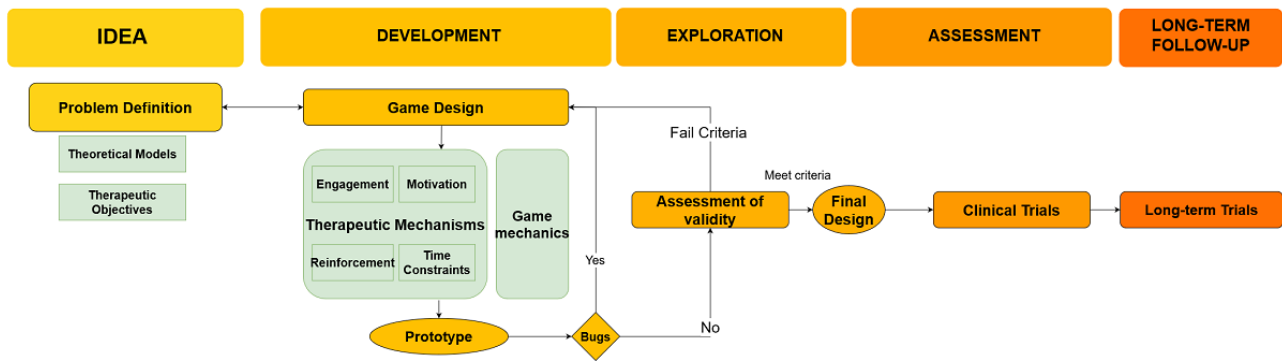 IDEA
DEVELOPMENT
EXPLORATION
ASSESSMENT
LONG-TERM
FOLLOW-UP
Problem Definition
Game Design
Theoretical Models
Therapeutic
Objectives
Engagement
Motivation
Therapeutic Mechanisms
Reinforcement
Time
Constraints
Game
mechanics
Prototype
Bugs
Yes
No
Fail Criteria
Assessment of
validity
Meet criteria
Final
Design
Clinical Trials
Long-term Trials